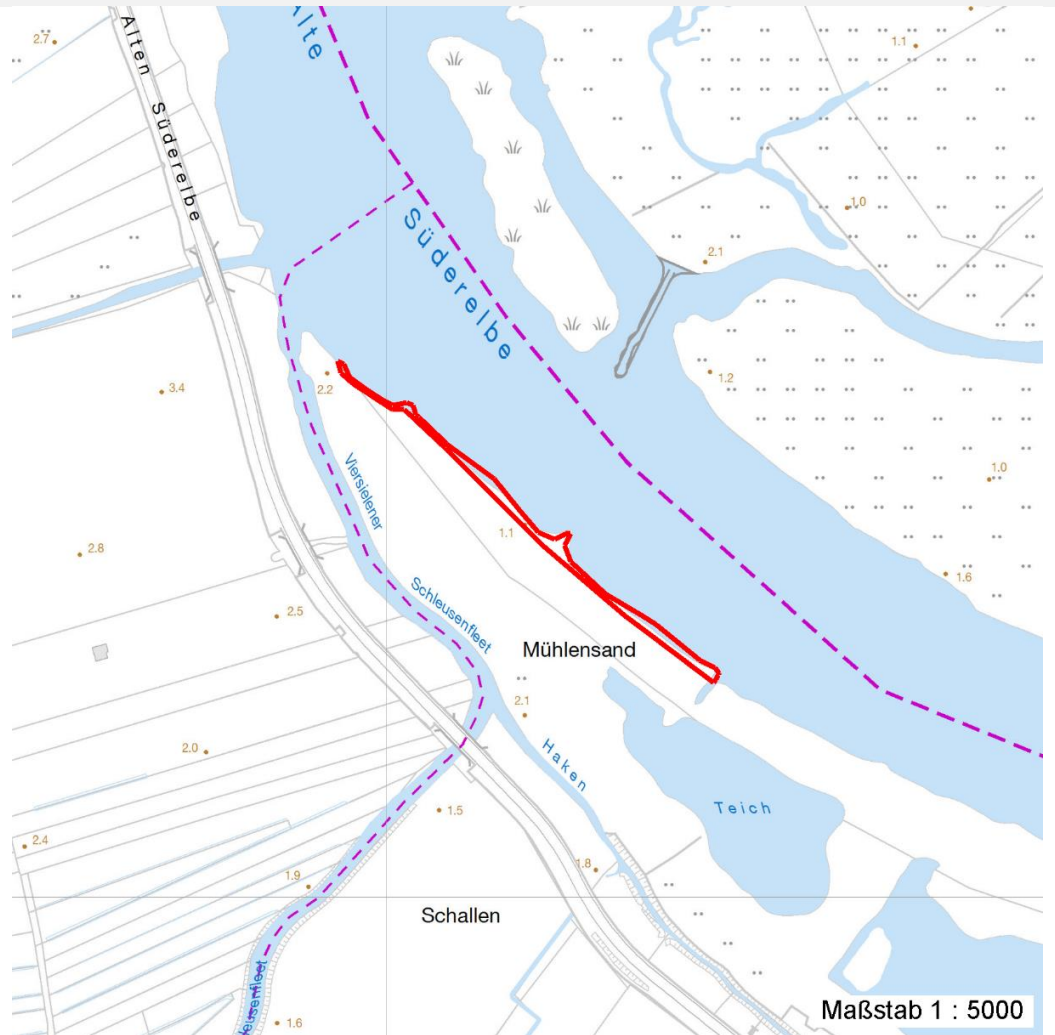 Alte
1.1
2.7
Alten Süderelbe
1.0
Süderelbe
2.1
2.2
1.2
3.4
1.0
Viersielener
1.1
2.8
1.6
Schleusenfleet
2.5
Mühlensand
2.1
2.0
Haken
Teich
1.5
2.4
1.8
1.9
Schallen
eusenfleet
Maßstab 1 : 5000
1.6